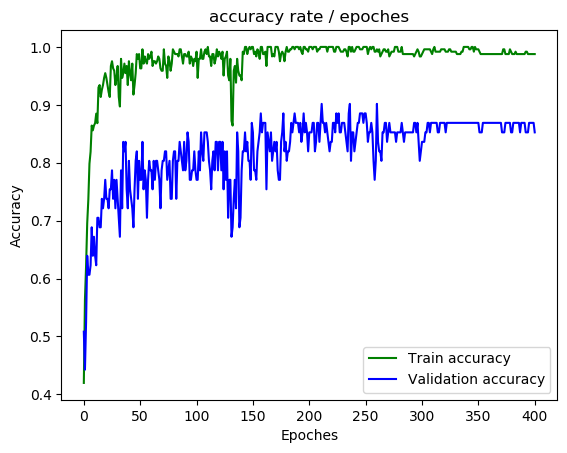 accuracy rate / epoches
1.0
0.9
0.8
0.7
0.6
0.5
0.4
Accuracy
Train accuracy
Validation accuracy
0 50 100 150 200 250 300 350 400
Epoches